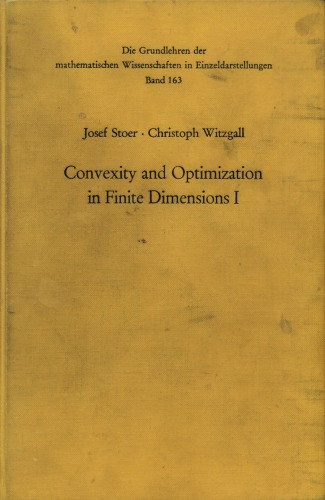 Die Grundlehren der
mathematischen Wissenschaften in Einzeldarstellungen
Band 163
Josef Stoer · Christoph Witzgall
Convexity and Optimization
in Finite Dimensions I